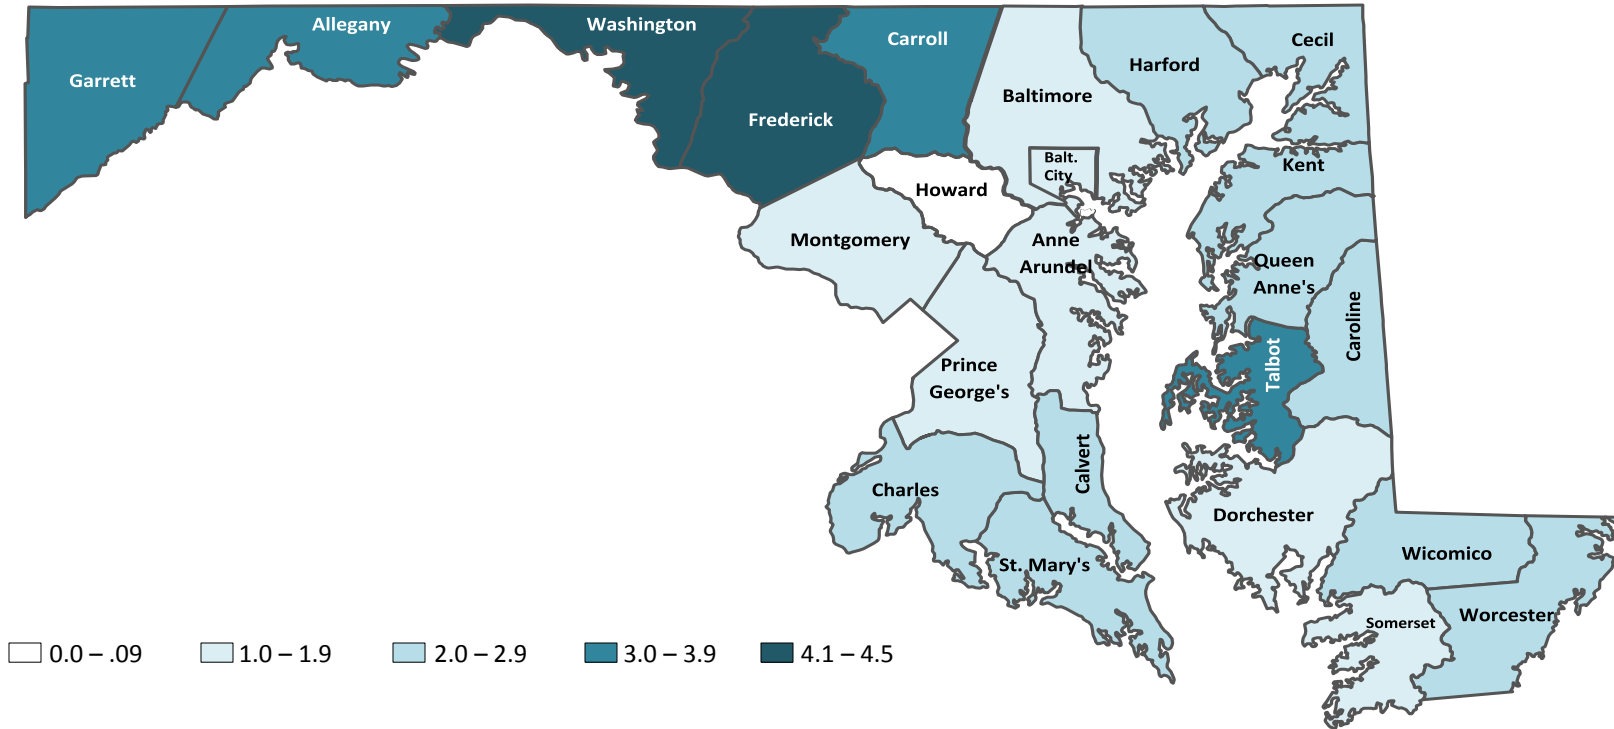 Allegany
Washington
Carroll
Cecil
Garrett
Harford
Baltimore
Frederick
Balt.
City
Kent
Howard
Montgomery
Anne
Arundel
Queen
Anne's
Caroline
Talbot
Prince
George's
Calvert
Charles
Dorchester
Wicomico
St. Mary's
Worcester
Somerset
0.0 – .09
1.0 – 1.9
2.0 – 2.9
3.0 – 3.9
4.1 – 4.5